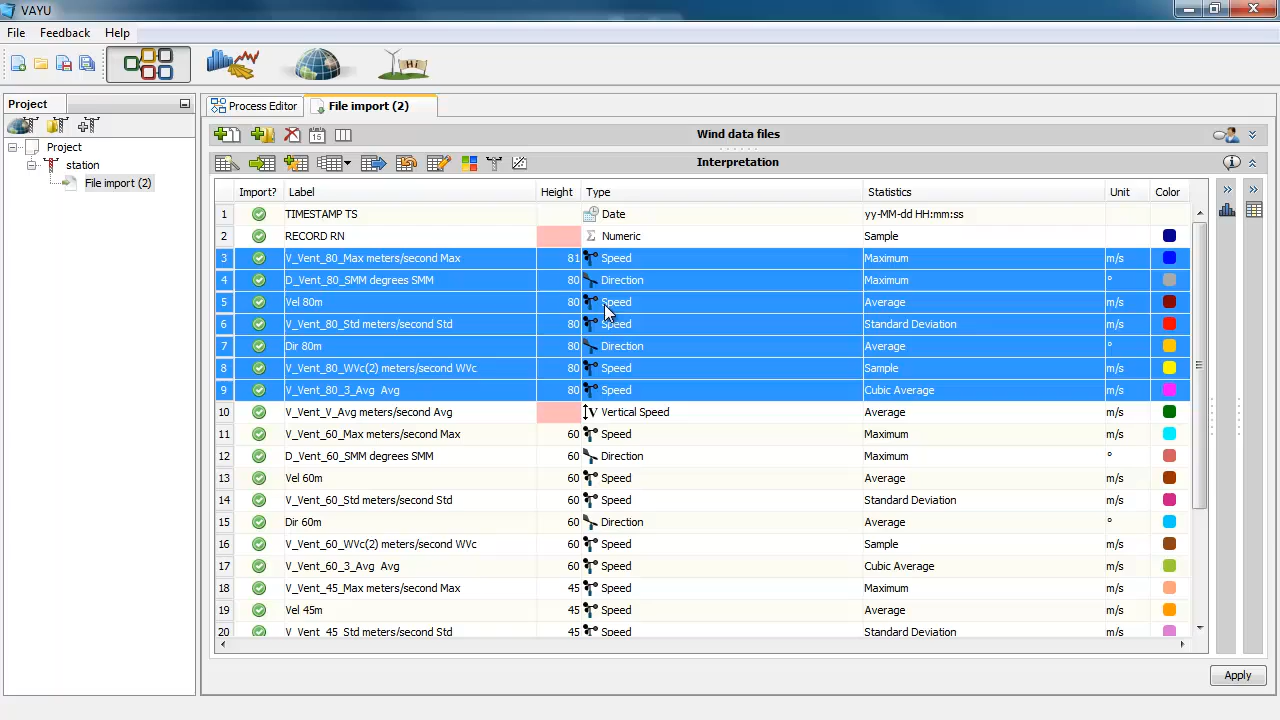 VAYU
File Feedback Help
Hi
Project
Process Editor File import (2)
Wind data files
15
Project
station
File import (2)
Interpretation
Import? Label Height Type Statistics Unit Color
1 TIMESTAMP TS Date yy-MM-dd HH:mm:ss
2 RECORD RN Σ Numeric Sample
3 V_Vent_80_Max meters/second Max 81 Speed Maximum m/s
4 D_Vent_80_SMM degrees SMM 80 Direction Maximum °
5 Vel 80m 80 Speed Average m/s
6 V_Vent_80_Std meters/second Std 80 Speed Standard Deviation m/s
7 Dir 80m 80 Direction Average °
8 V_Vent_80_WVc(2) meters/second WVc 80 Speed Sample m/s
9 V_Vent_80_3_Avg Avg 80 Speed Cubic Average m/s
10 V_Vent_V_Avg meters/second Avg V Vertical Speed Average m/s
11 V_Vent_60_Max meters/second Max 60 Speed Maximum m/s
12 D_Vent_60_SMM degrees SMM 60 Direction Maximum °
13 Vel 60m 60 Speed Average m/s
14 V_Vent_60_Std meters/second Std 60 Speed Standard Deviation m/s
15 Dir 60m 60 Direction Average °
16 V_Vent_60_WVc(2) meters/second WVc 60 Speed Sample m/s
17 V_Vent_60_3_Avg Avg 60 Speed Cubic Average m/s
18 V_Vent_45_Max meters/second Max 45 Speed Maximum m/s
19 Vel 45m 45 Speed Average m/s
20 V_Vent_45_Std meters/second Std 45 Speed Standard Deviation m/s
Apply